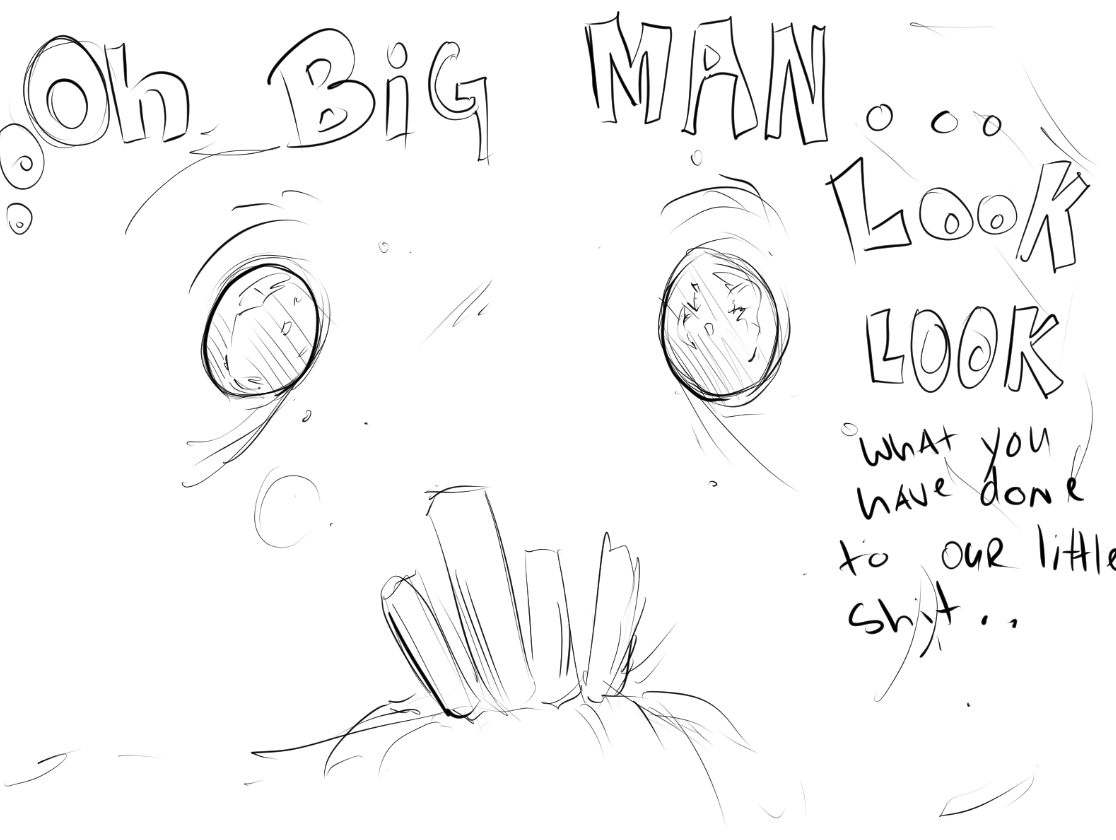 Oh BiG MAN...
LooK
LOOK
what you
have done
to our little
shit..